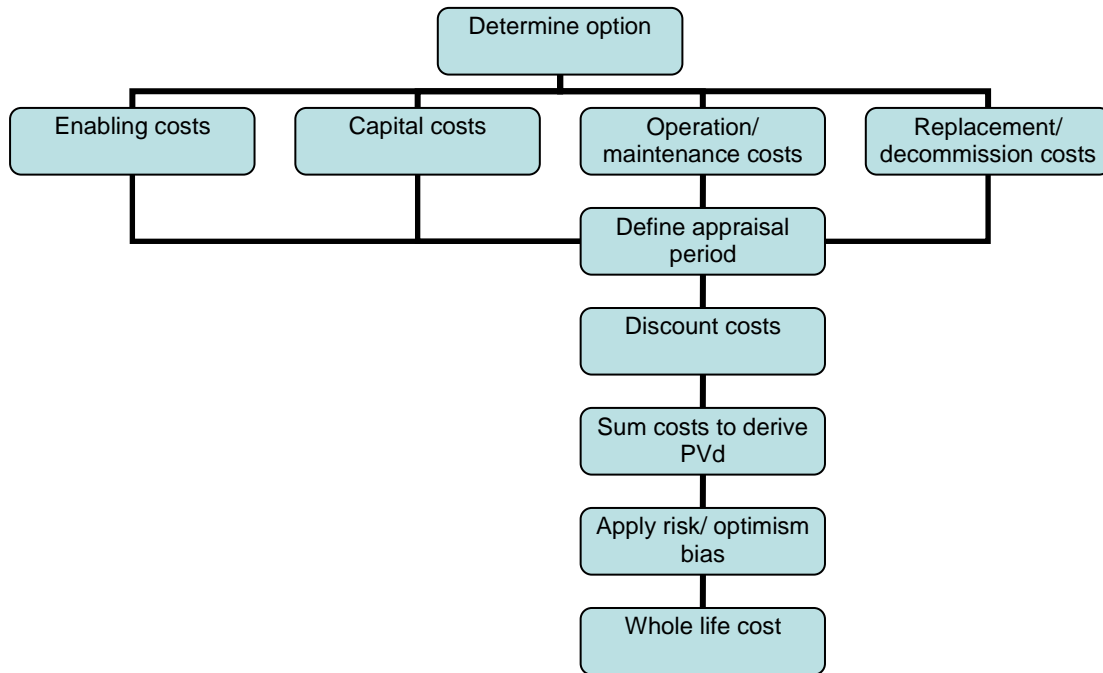 Determine option
Enabling costs
Capital costs
Operation/
maintenance costs
Replacement/
decommission costs
Define appraisal
period
Discount costs
Sum costs to derive
PVd
Apply risk/ optimism
bias
Whole life cost